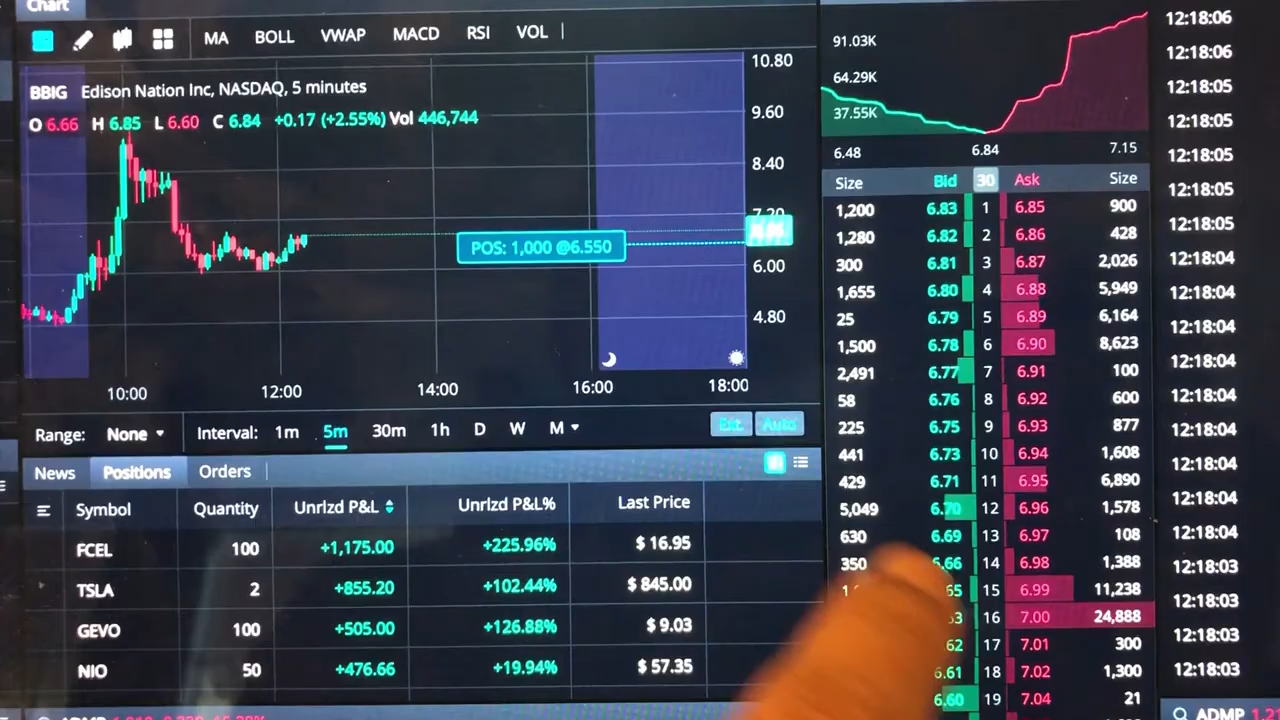 Chart
MA BOLL VWAP MACD RSI VOL
BBIG Edison Nation Inc, NASDAQ, 5 minutes
O 6.66 H 6.85 L 6.60 C 6.84 +0.17 (+2.55%) Vol 446,744
10.80
9.60
8.40
7.20
6.00
4.80
POS: 1,000 @6.550
10:00 12:00 14:00 16:00 18:00
Range: None Interval: 1m 5m 30m 1h D W M Ext Auto
News Positions Orders
Symbol Quantity Unrlzd P&L Unrlzd P&L% Last Price
FCEL 100 +1,175.00 +225.96% $ 16.95
TSLA 2 +855.20 +102.44% $ 845.00
GEVO 100 +505.00 +126.88% $ 9.03
NIO 50 +476.66 +19.94% $ 57.35
91.03K
64.29K
37.55K
6.48 6.84 7.15
Size Bid 30 Ask Size
1,200 6.83 1 6.85 900
1,280 6.82 2 6.86 428
300 6.81 3 6.87 2,026
1,655 6.80 4 6.88 5,949
25 6.79 5 6.89 6,164
1,500 6.78 6 6.90 8,623
2,491 6.77 7 6.91 100
58 6.76 8 6.92 600
225 6.75 9 6.93 877
441 6.73 10 6.94 1,608
429 6.71 11 6.95 6,890
5,049 6.70 12 6.96 1,578
630 6.69 13 6.97 108
350 6.66 14 6.98 1,388
65 15 6.99 11,238
3 16 7.00 24,888
62 17 7.01 300
6.61 18 7.02 1,300
6.60 19 7.04 21
12:18:06
12:18:06
12:18:05
12:18:05
12:18:05
12:18:05
12:18:05
12:18:04
12:18:04
12:18:04
12:18:04
12:18:04
12:18:04
12:18:04
12:18:04
12:18:04
12:18:03
12:18:03
12:18:03
12:18:03
ADMP